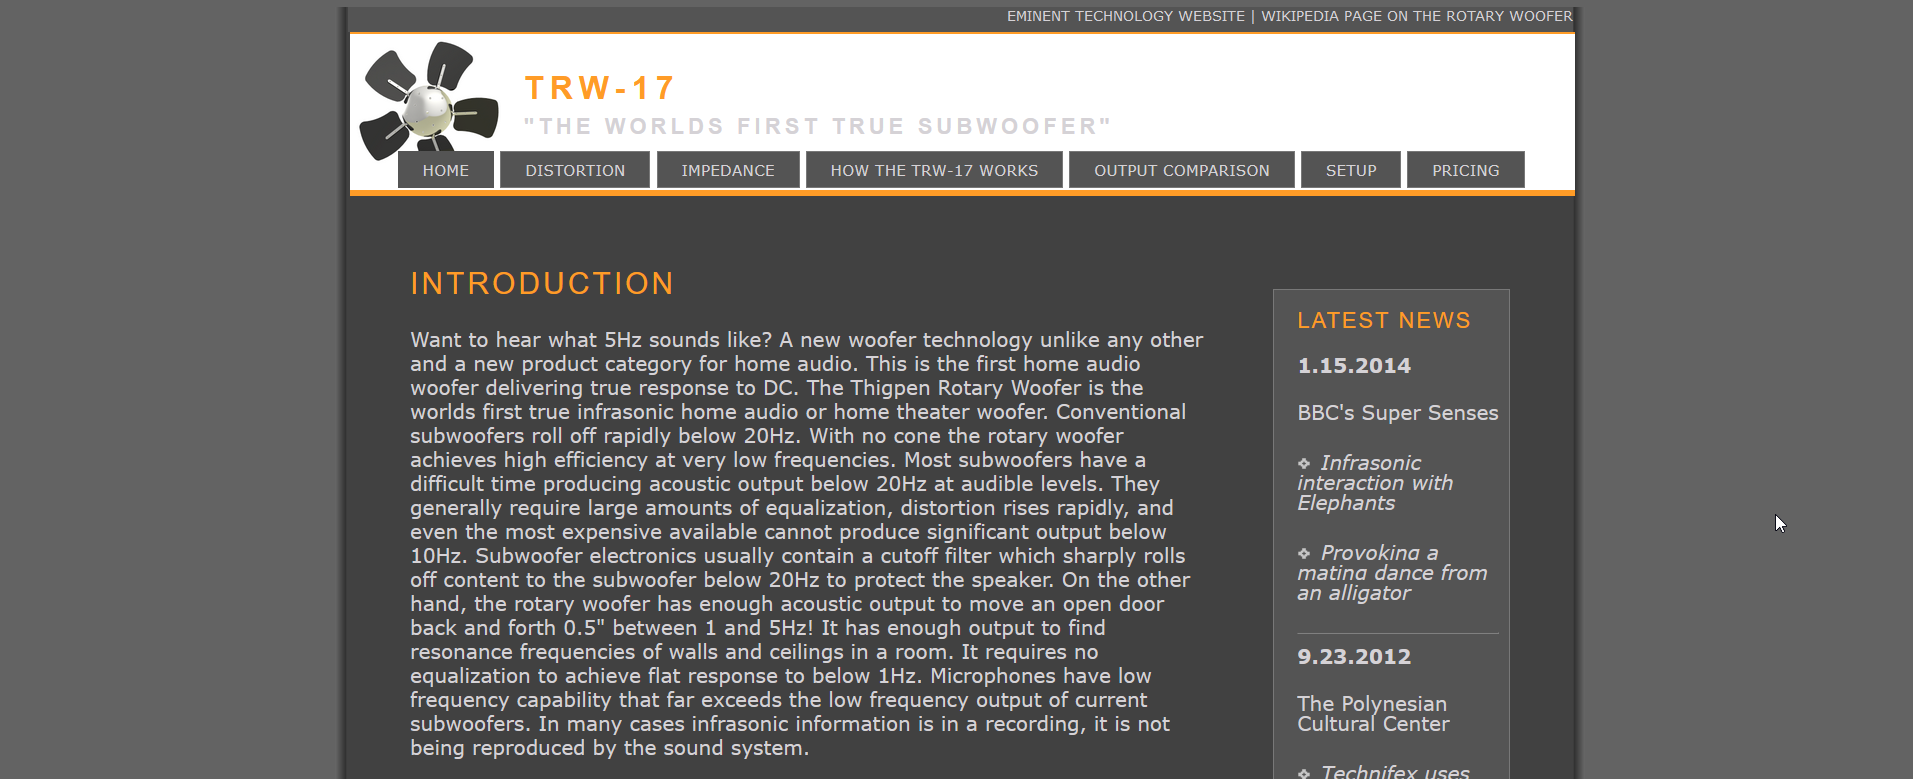 EMINENT TECHNOLOGY WEBSITE | WIKIPEDIA PAGE ON THE ROTARY WOOFER
TRW-17
"THE WORLDS FIRST TRUE SUBWOOFER"
HOME
DISTORTION
IMPEDANCE
HOW THE TRW-17 WORKS
OUTPUT COMPARISON
SETUP
PRICING
INTRODUCTION
Want to hear what 5Hz sounds like? A new woofer technology unlike any other
and a new product category for home audio. This is the first home audio
woofer delivering true response to DC. The Thigpen Rotary Woofer is the
worlds first true infrasonic home audio or home theater woofer. Conventional
subwoofers roll off rapidly below 20Hz. With no cone the rotary woofer
achieves high efficiency at very low frequencies. Most subwoofers have a
difficult time producing acoustic output below 20Hz at audible levels. They
generally require large amounts of equalization, distortion rises rapidly, and
even the most expensive available cannot produce significant output below
10Hz. Subwoofer electronics usually contain a cutoff filter which sharply rolls
off content to the subwoofer below 20Hz to protect the speaker. On the other
hand, the rotary woofer has enough acoustic output to move an open door
back and forth 0.5" between 1 and 5Hz! It has enough output to find
resonance frequencies of walls and ceilings in a room. It requires no
equalization to achieve flat response to below 1Hz. Microphones have low
frequency capability that far exceeds the low frequency output of current
subwoofers. In many cases infrasonic information is in a recording, it is not
being reproduced by the sound system.
LATEST NEWS
1.15.2014
BBC's Super Senses
Infrasonic
interaction with
Elephants
Provoking a
mating dance from
an alligator
9.23.2012
The Polynesian
Cultural Center
Technifex uses